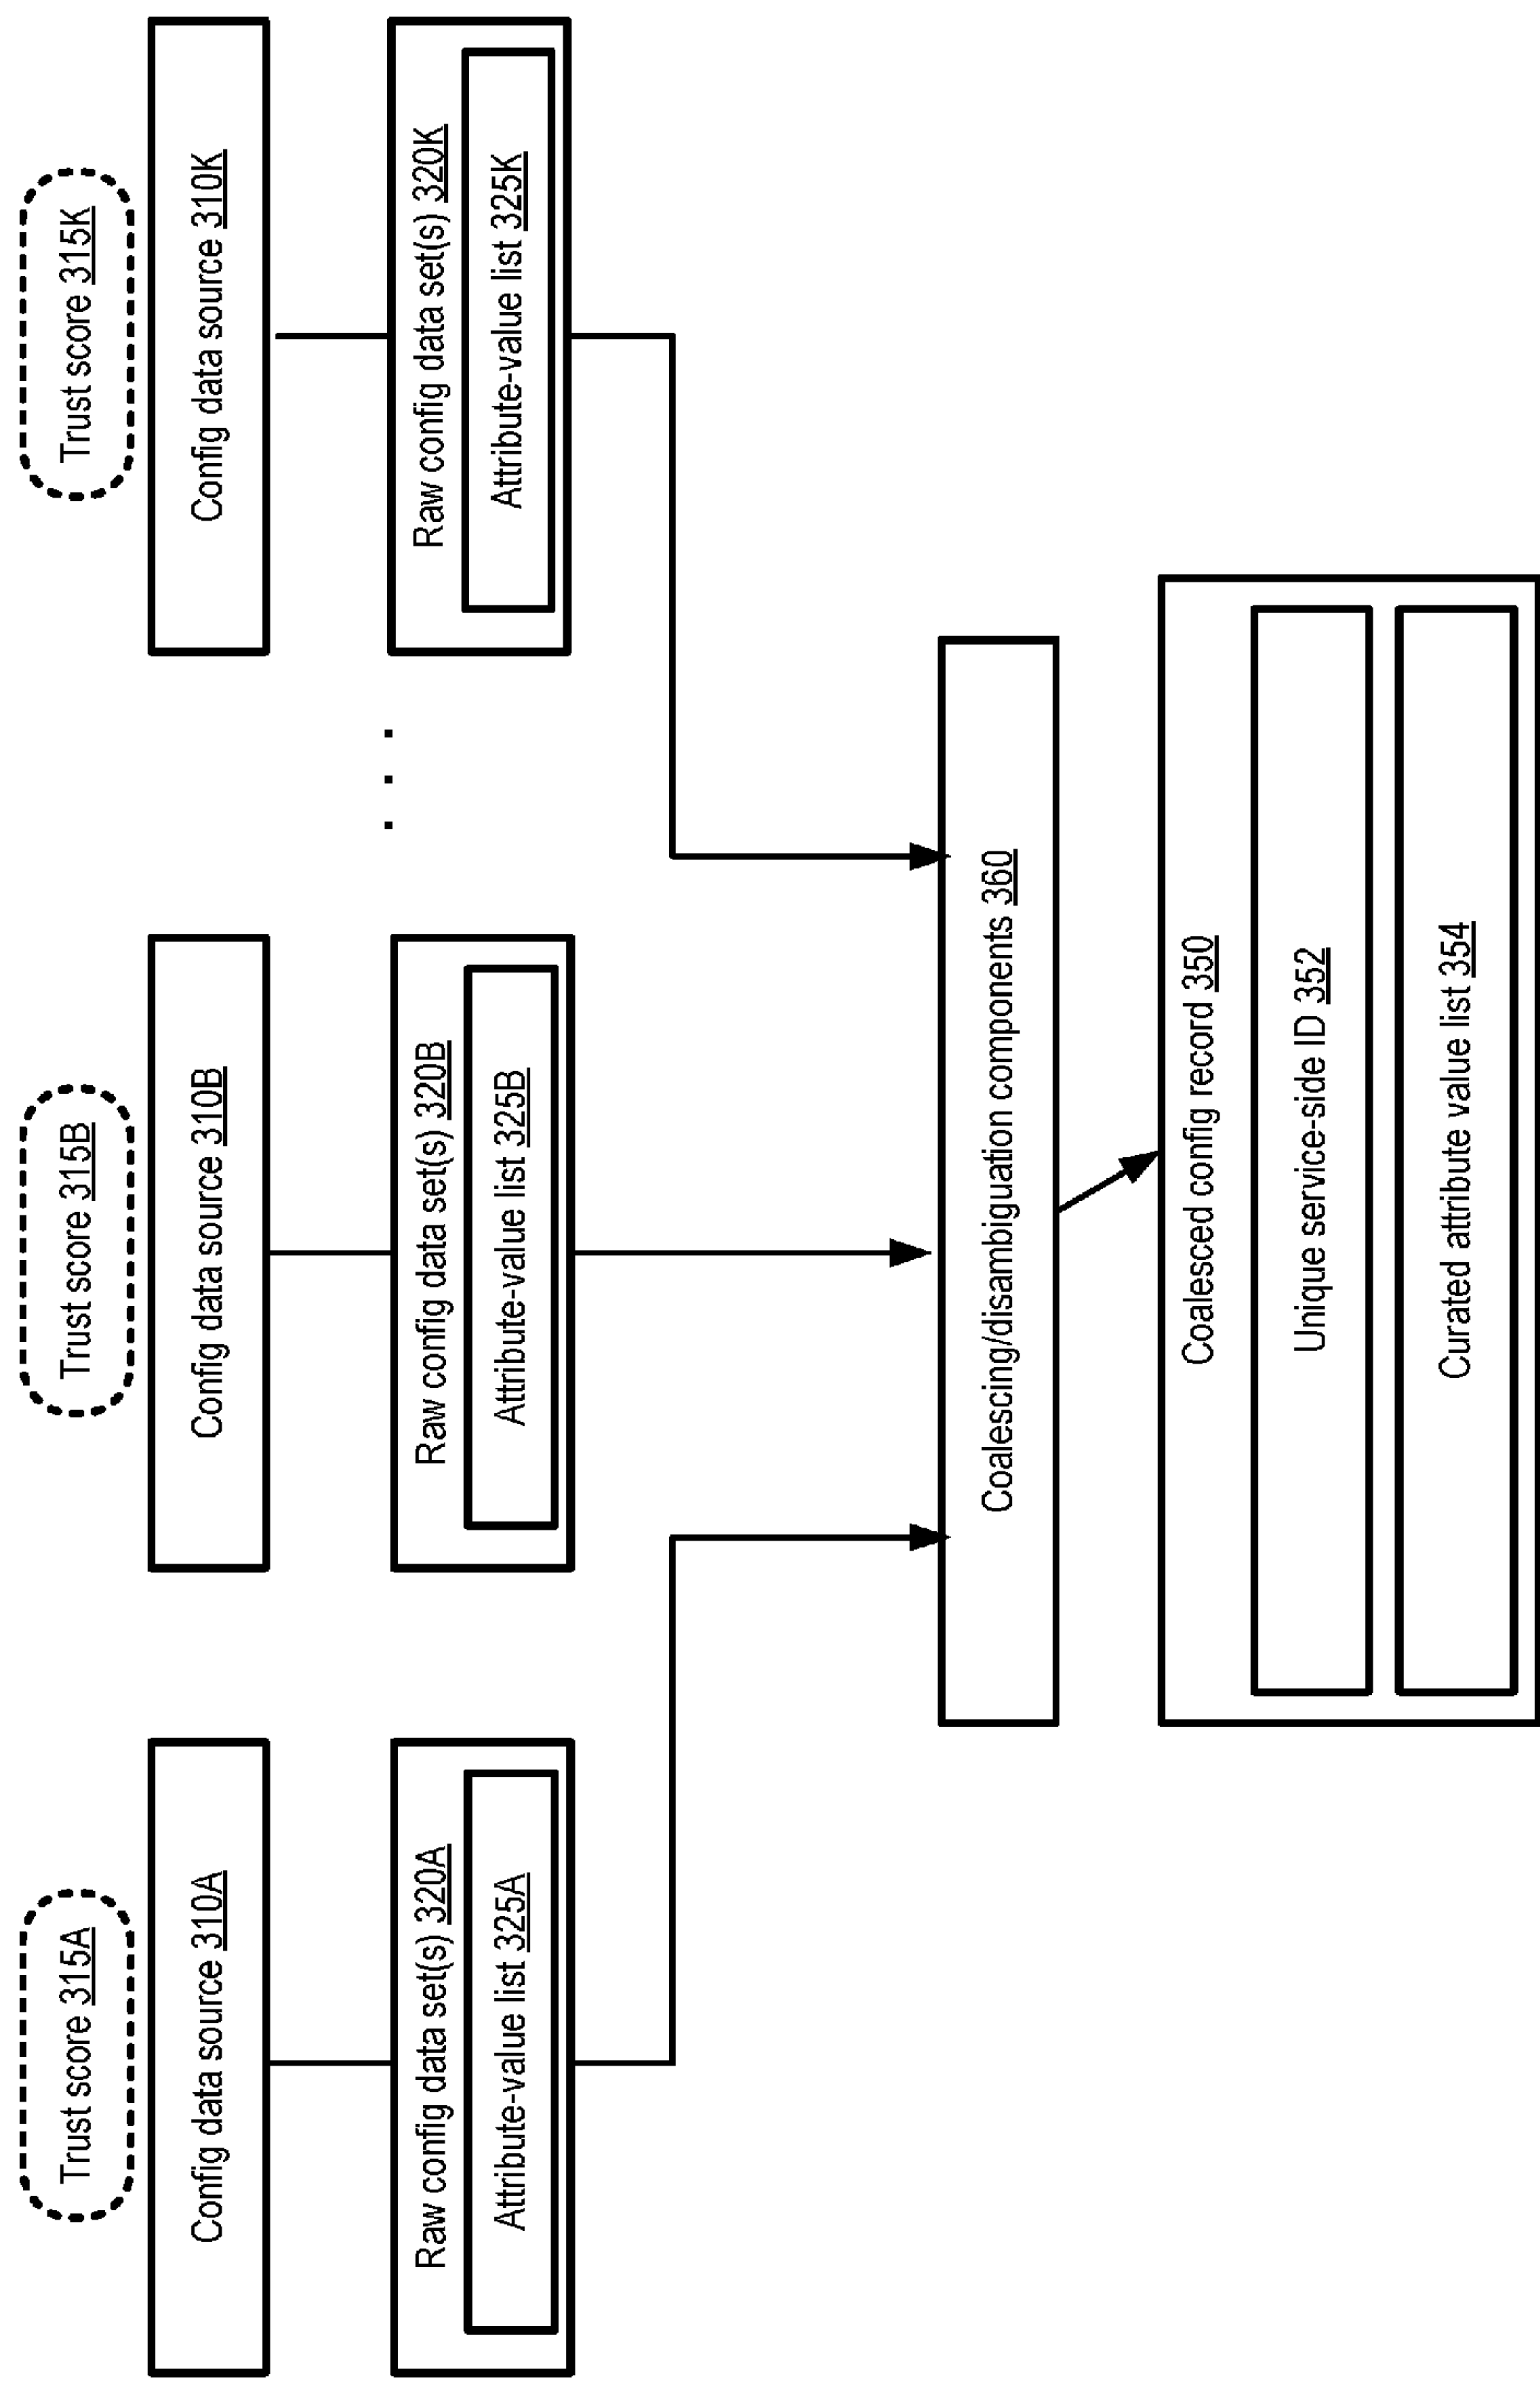 Trust score 315A
Trust score 315B
Trust score 315K
Config data source 310A
Config data source 310B
Config data source 310K
Raw config data set(s) 320A
Attribute-value list 325A
Raw config data set(s) 320B
Attribute-value list 325B
. . .
Raw config data set(s) 320K
Attribute-value list 325K
Coalescing/disambiguation components 360
Coalesced config record 350
Unique service-side ID 352
Curated attribute value list 354